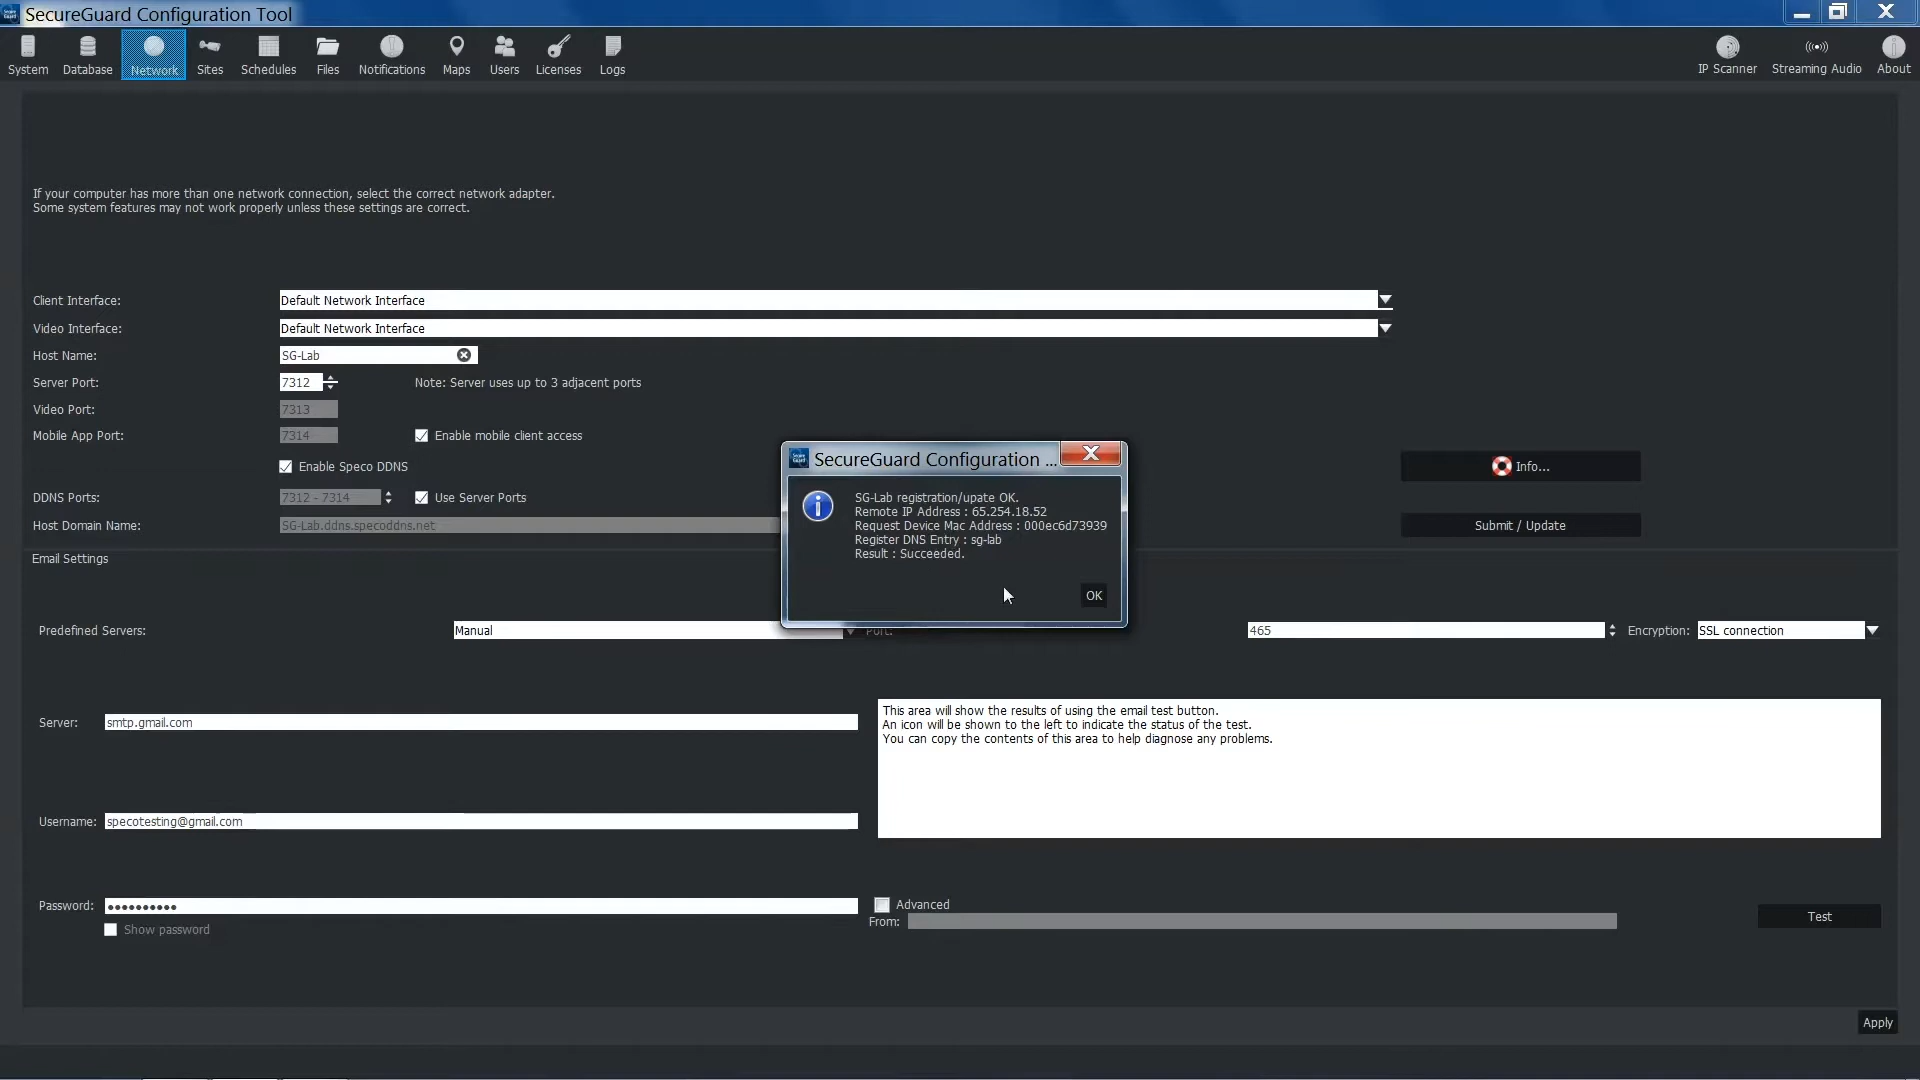 SecureGuard Configuration Tool
System Database Network Sites Schedules Files Notifications Maps Users Licenses Logs IP Scanner Streaming Audio About
If your computer has more than one network connection, select the correct network adapter.
Some system features may not work properly unless these settings are correct.
Client Interface: Default Network Interface
Video Interface: Default Network Interface
Host Name: SG-Lab
Server Port: 7312 Note: Server uses up to 3 adjacent ports
Video Port: 7313
Mobile App Port: 7314 Enable mobile client access
Enable Speco DDNS Info...
DDNS Ports: 7312 - 7314 Use Server Ports
Host Domain Name: SG-Lab.ddns.specoddns.net Submit / Update
SecureGuard Configuration ...
SG-Lab registration/upate OK.
Remote IP Address : 65.254.18.52
Request Device Mac Address : 000ec6d73939
Register DNS Entry : sg-lab
Result : Succeeded.
OK
Email Settings
Predefined Servers: Manual Port: 465 Encryption: SSL connection
Server: smtp.gmail.com
This area will show the results of using the email test button.
An icon will be shown to the left to indicate the status of the test.
You can copy the contents of this area to help diagnose any problems.
Username: specotesting@gmail.com
Password: ●●●●●●●●●●
Show password
Advanced
From:
Test
Apply